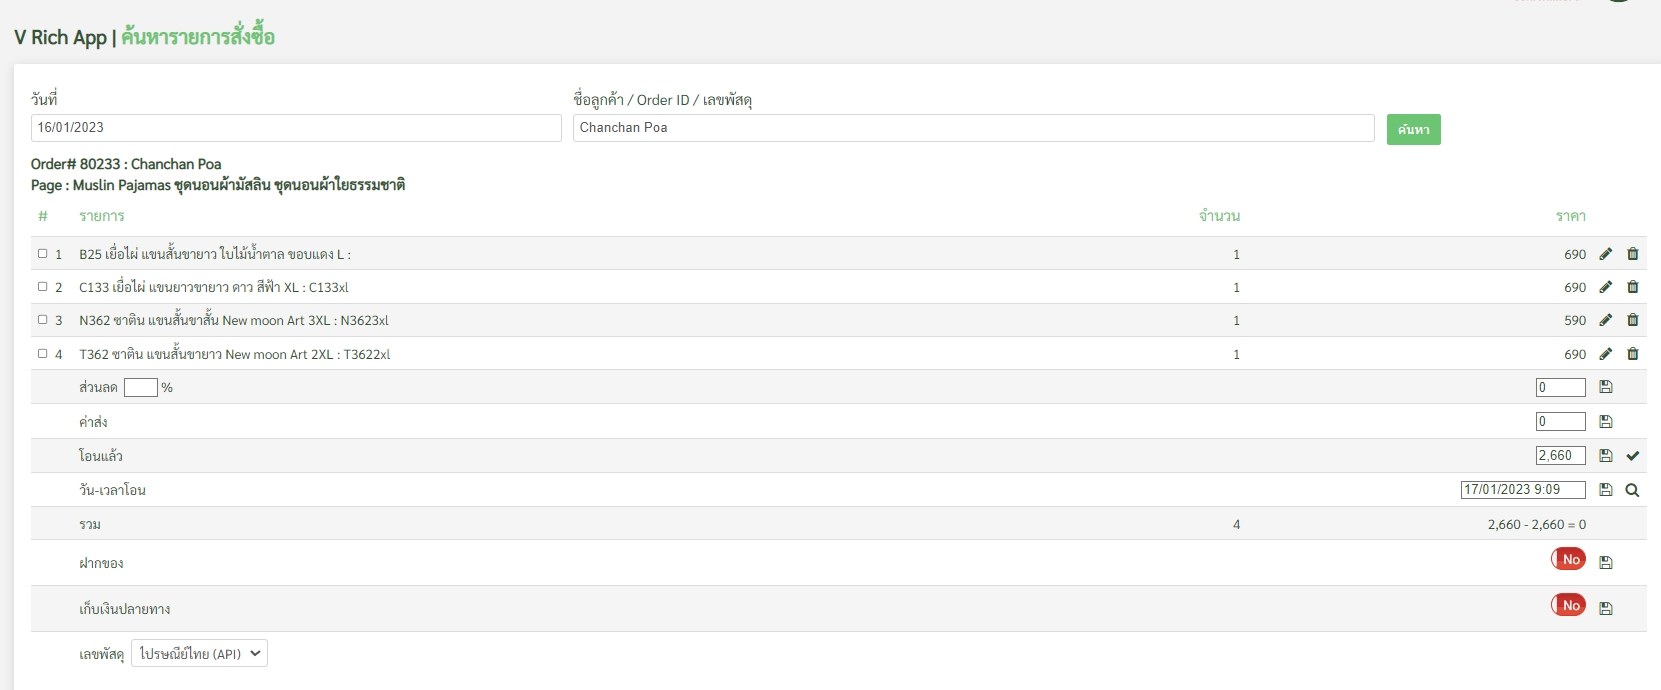 V Rich App | ค้นหารายการสั่งซื้อ
วันที่ ชื่อลูกค้า / Order ID / เลขพัสดุ
16/01/2023 Chanchan Poa ค้นหา
Order# 80233 : Chanchan Poa
Page : Muslin Pajamas ชุดนอนผ้ามัสลิน ชุดนอนผ้าใยธรรมชาติ
# รายการ จำนวน ราคา
1 B25 เยื่อไผ่ แขนสั้นขายาว ใบไม้น้ำตาล ขอบแดง L : 1 690
2 C133 เยื่อไผ่ แขนยาวขายาว ดาว สีฟ้า XL : C133xl 1 690
3 N362 ซาติน แขนสั้นขาสั้น New moon Art 3XL : N3623xl 1 590
4 T362 ซาติน แขนสั้นขายาว New moon Art 2XL : T3622xl 1 690
ส่วนลด % 0
ค่าส่ง 0
โอนแล้ว 2,660
วัน-เวลาโอน 17/01/2023 9:09
รวม 4 2,660 - 2,660 = 0
ฝากของ No
เก็บเงินปลายทาง No
เลขพัสดุ ไปรษณีย์ไทย (API)